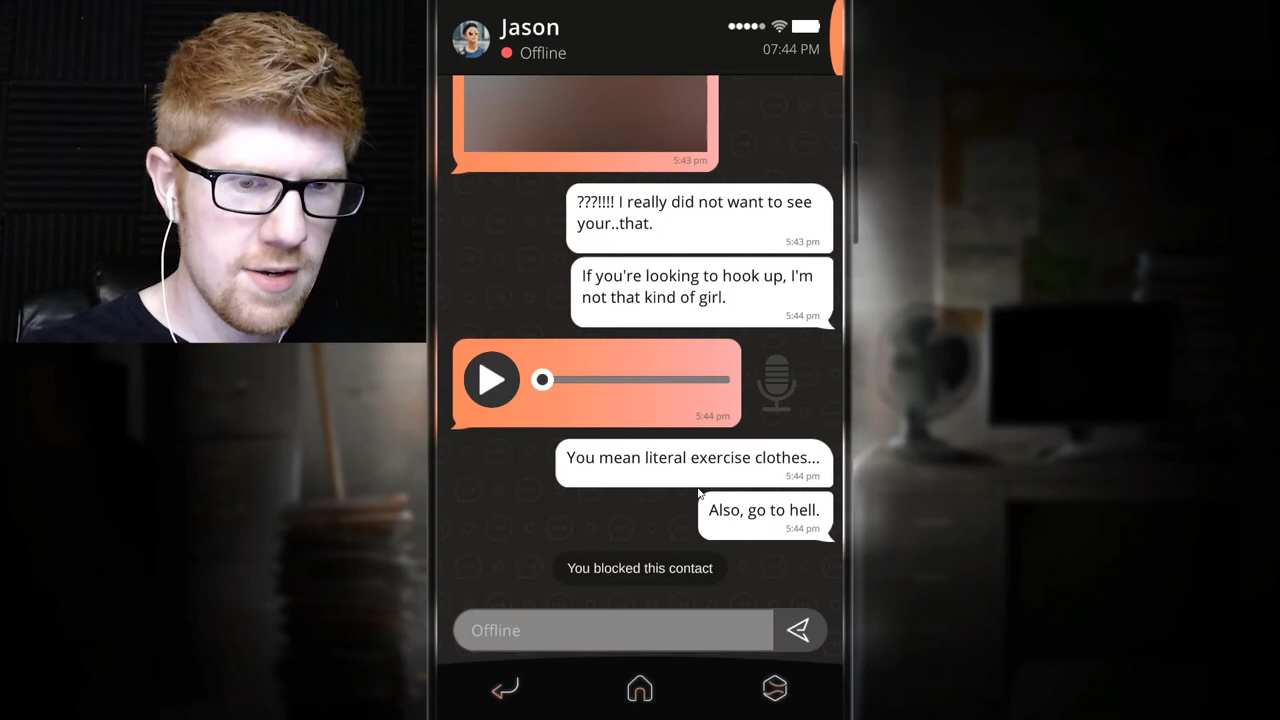 Jason
Offline
07:44 PM
5:43 pm
???!!!! I really did not want to see
your..that.
5:43 pm
If you're looking to hook up, I'm
not that kind of girl.
5:44 pm
5:44 pm
You mean literal exercise clothes...
5:44 pm
Also, go to hell.
5:44 pm
You blocked this contact
Offline